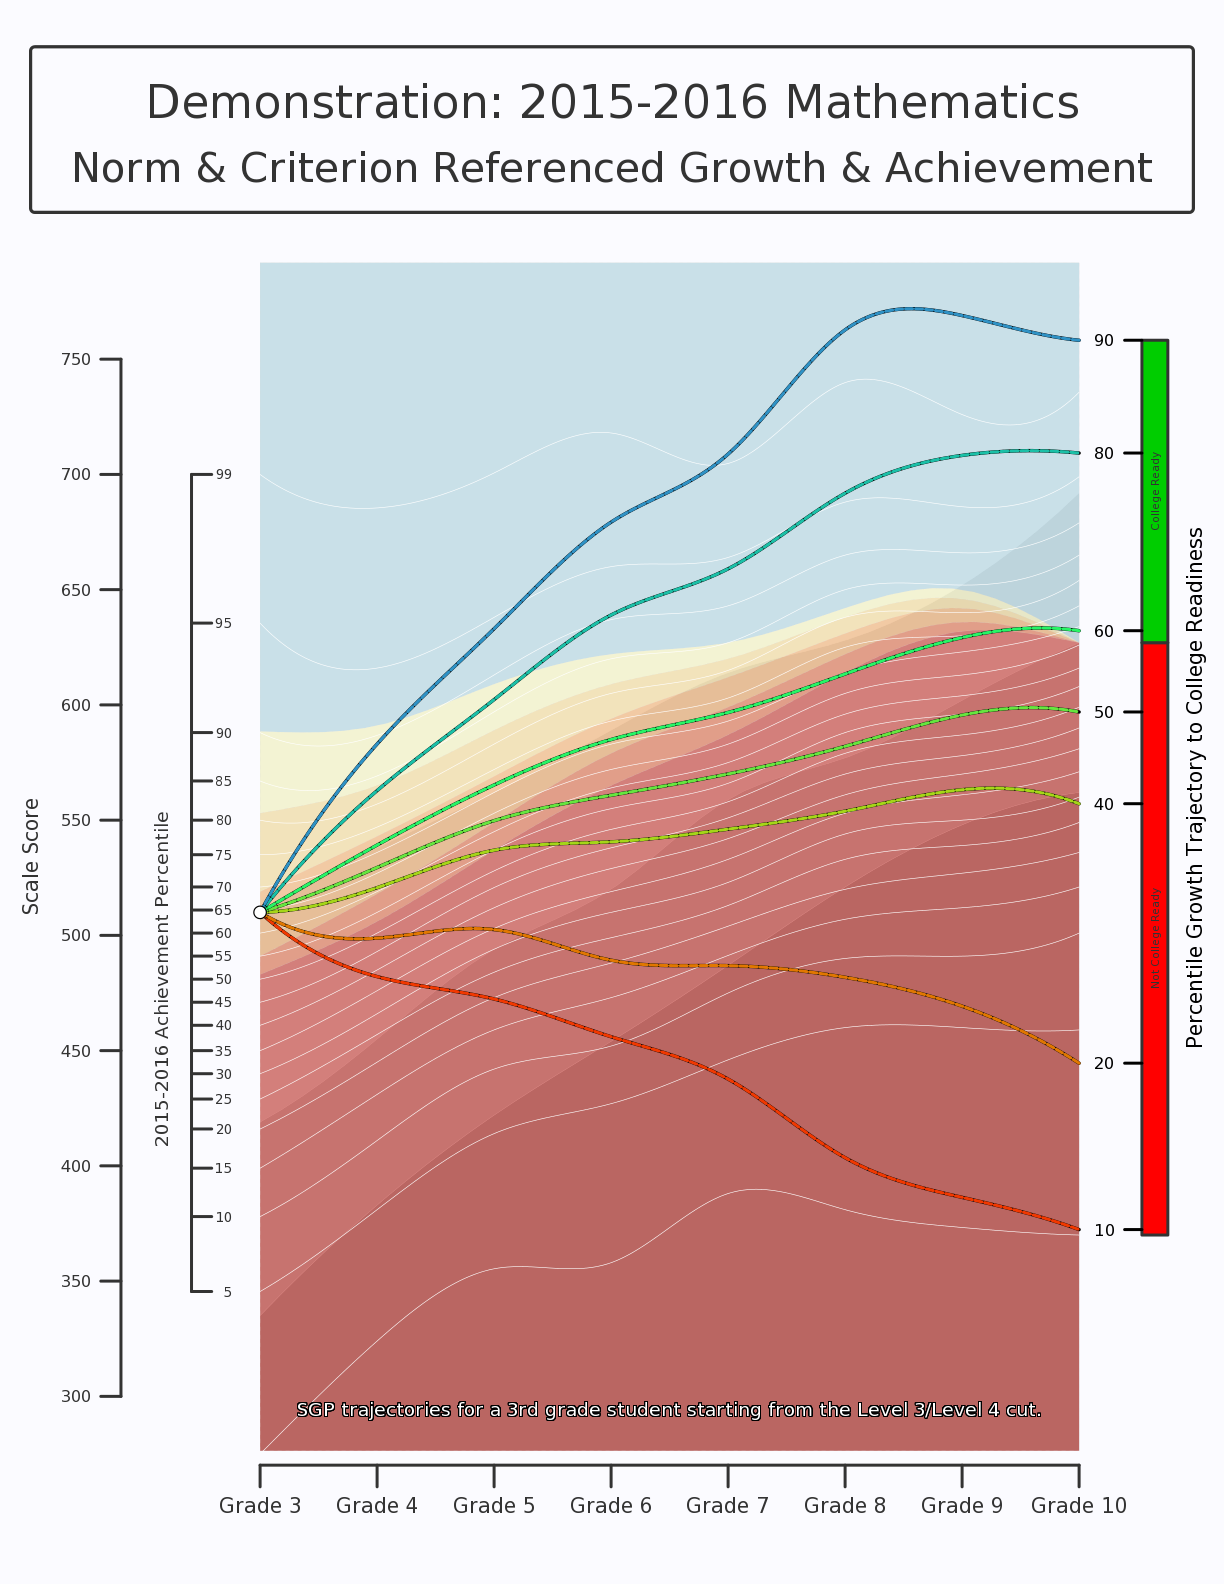 Demonstration: 2015-2016 Mathematics
Norm & Criterion Referenced Growth & Achievement
Scale Score
750
700
650
600
550
500
450
400
350
300
2015-2016 Achievement Percentile
99
95
90
85
80
75
70
65
60
55
50
45
40
35
30
25
20
15
10
5
90
80
60
50
40
20
10
College Ready
Not College Ready
Percentile Growth Trajectory to College Readiness
SGP trajectories for a 3rd grade student starting from the Level 3/Level 4 cut.
Grade 3
Grade 4
Grade 5
Grade 6
Grade 7
Grade 8
Grade 9
Grade 10